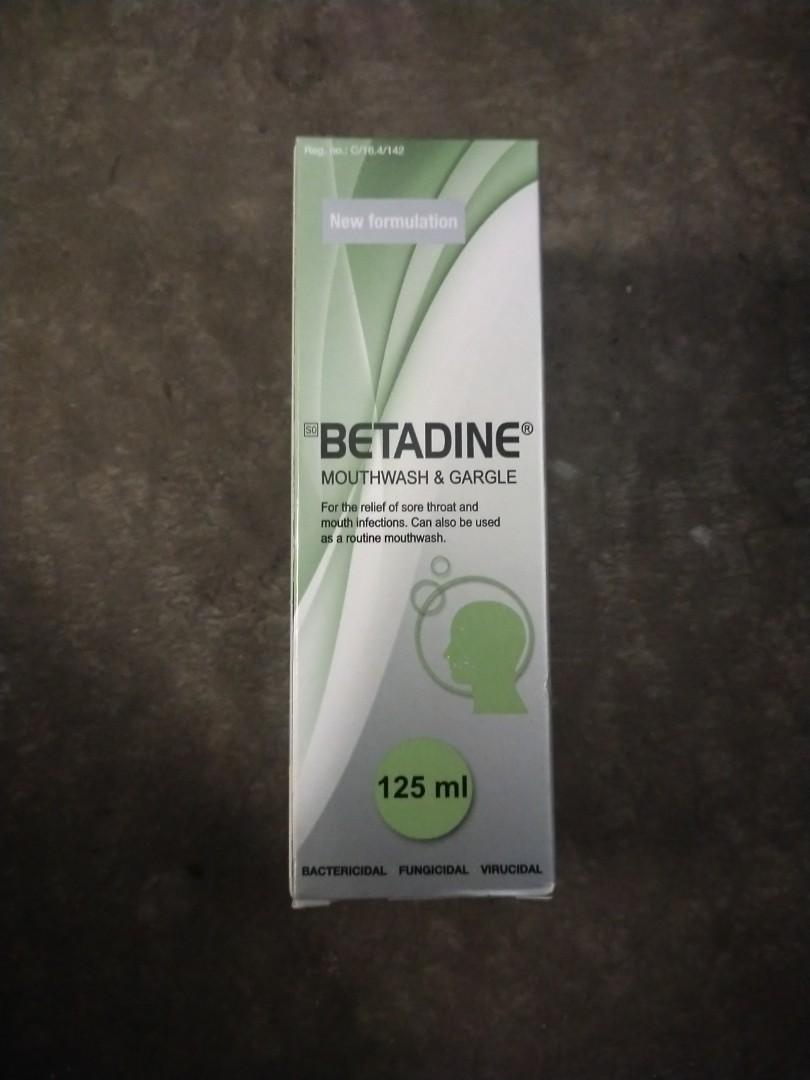 Reg. no.: C/16.4/142
New formulation
S0 BETADINE®
MOUTHWASH & GARGLE
For the relief of sore throat and
mouth infections. Can also be used
as a routine mouthwash.
125 ml
BACTERICIDAL FUNGICIDAL VIRUCIDAL